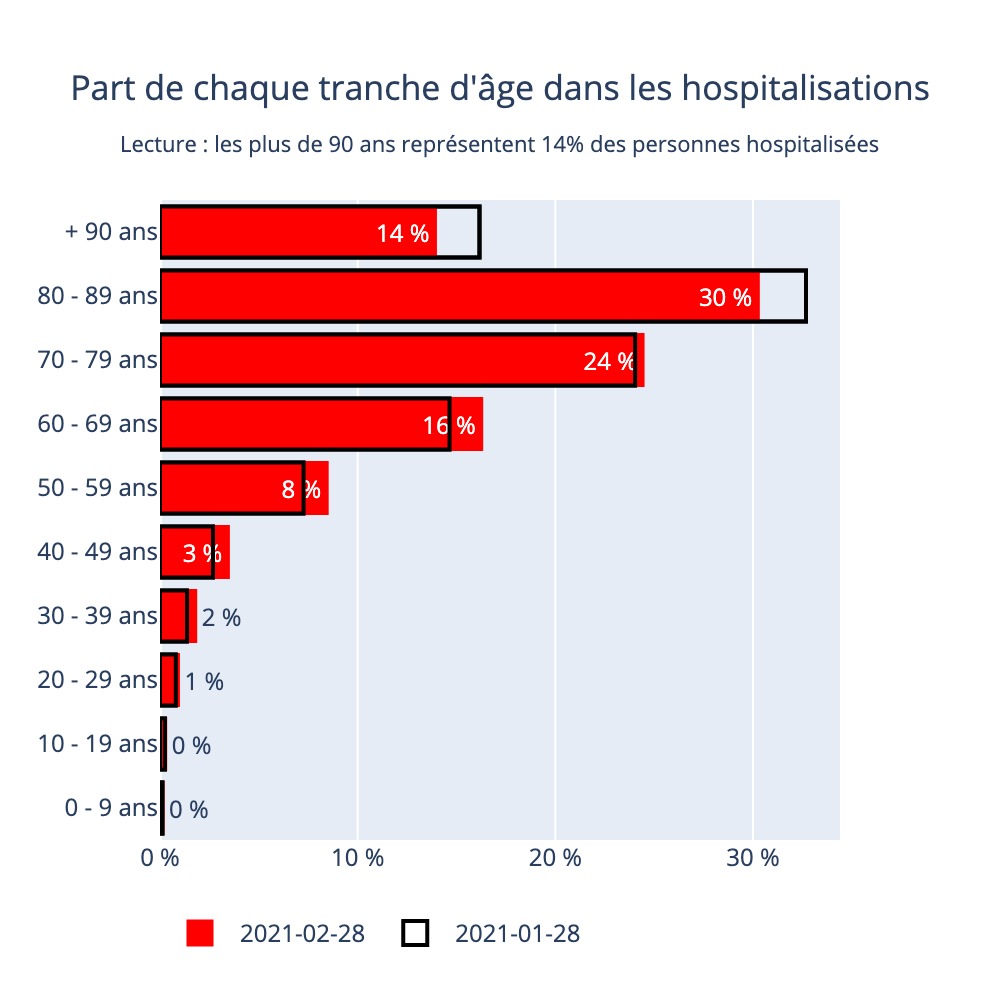 Part de chaque tranche d'âge dans les hospitalisations
Lecture : les plus de 90 ans représentent 14% des personnes hospitalisées
+ 90 ans 14 %
80 - 89 ans 30 %
70 - 79 ans 24 %
60 - 69 ans 16 %
50 - 59 ans 8 %
40 - 49 ans 3 %
30 - 39 ans 2 %
20 - 29 ans 1 %
10 - 19 ans 0 %
0 - 9 ans 0 %
0 % 10 % 20 % 30 %
2021-02-28 2021-01-28